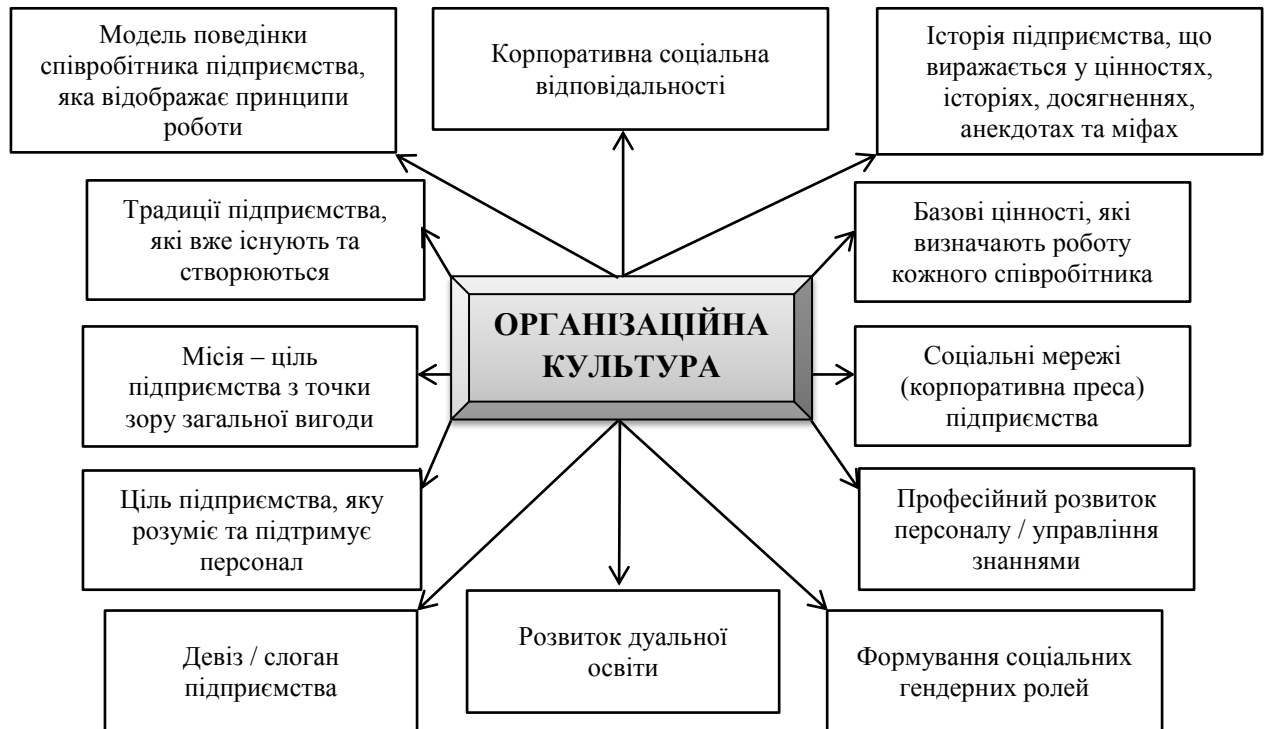 Модель поведінки
співробітника підприємства,
яка відображає принципи
роботи
Корпоративна соціальна
відповідальності
Історія підприємства, що
виражається у цінностях,
історіях, досягненнях,
анекдотах та міфах
Традиції підприємства,
які вже існують та
створюються
Базові цінності, які
визначають роботу
кожного співробітника
ОРГАНІЗАЦІЙНА
КУЛЬТУРА
Місія – ціль
підприємства з точки
зору загальної вигоди
Соціальні мережі
(корпоративна преса)
підприємства
Ціль підприємства, яку
розуміє та підтримує
персонал
Професійний розвиток
персоналу / управління
знаннями
Девіз / слоган
підприємства
Розвиток дуальної
освіти
Формування соціальних
гендерних ролей